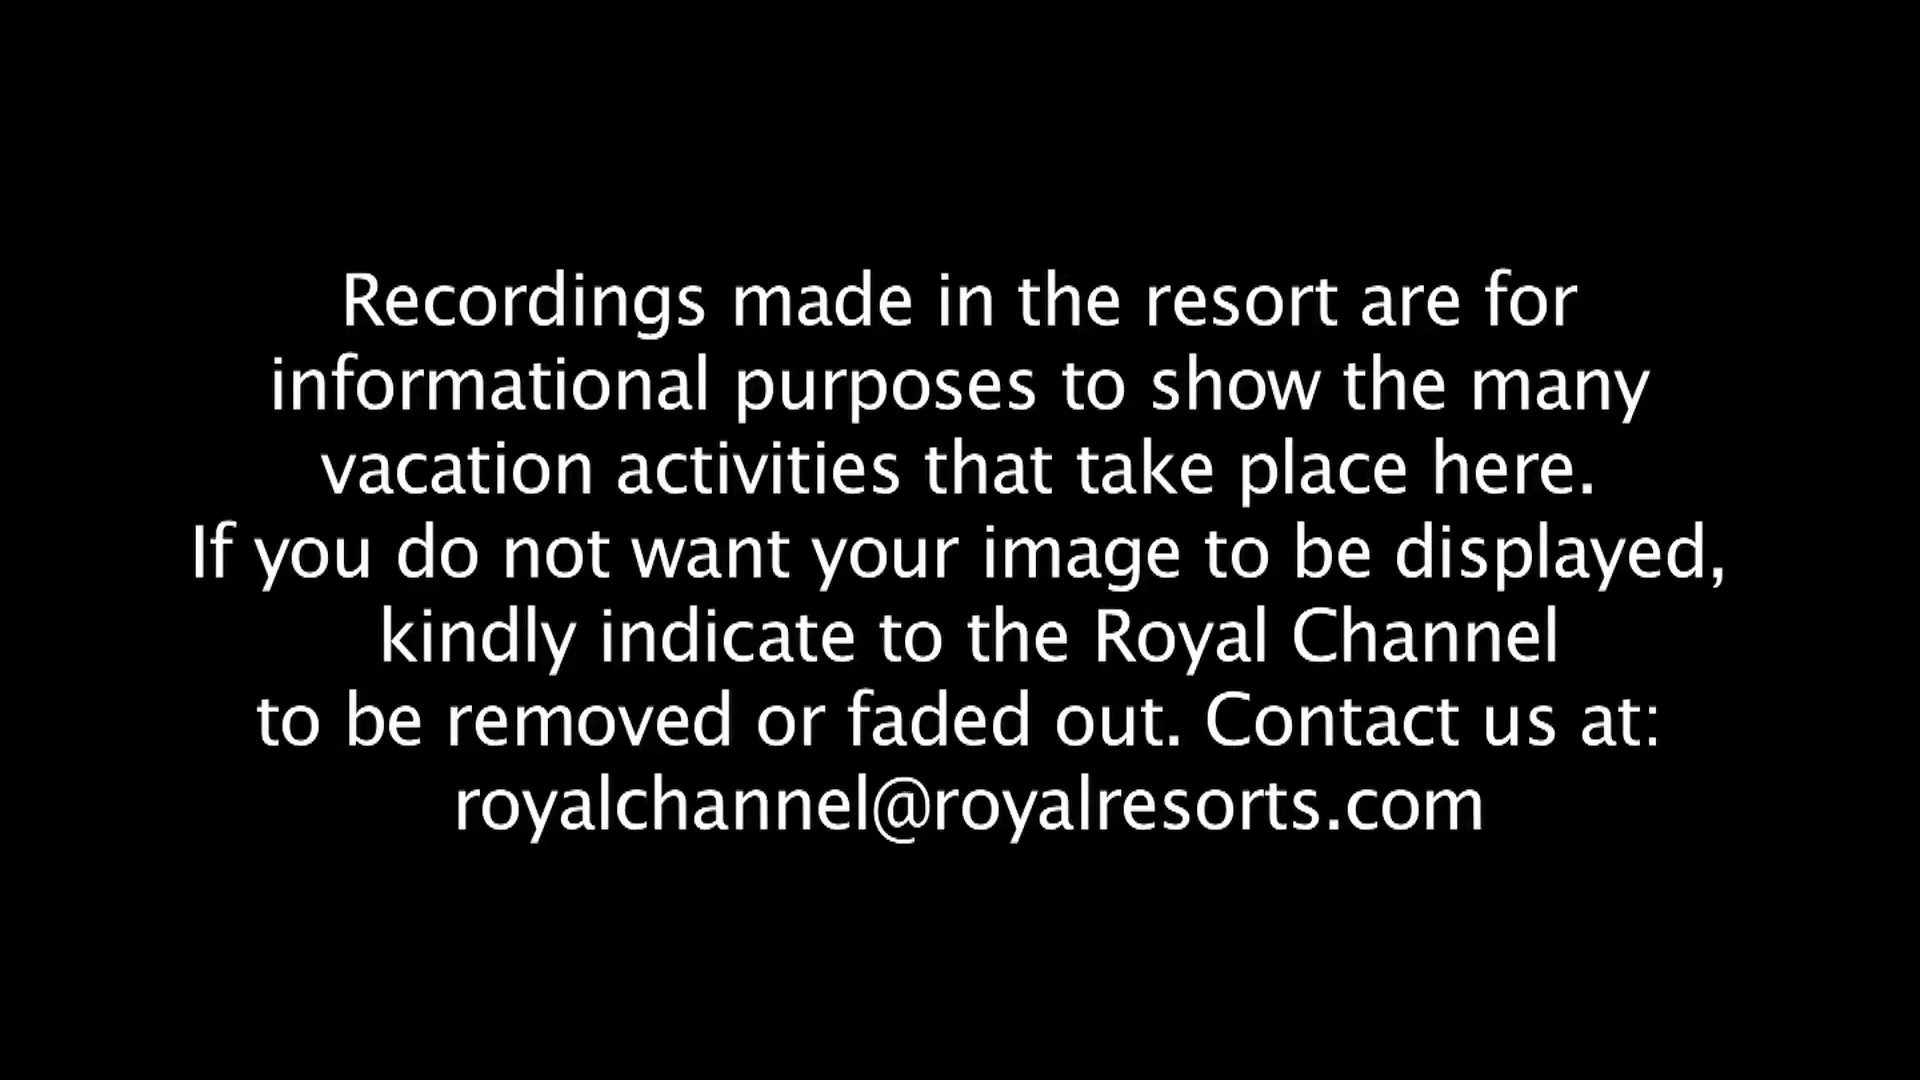 Recordings made in the resort are for
informational purposes to show the many
vacation activities that take place here.
If you do not want your image to be displayed,
kindly indicate to the Royal Channel
to be removed or faded out. Contact us at:
royalchannel@royalresorts.com